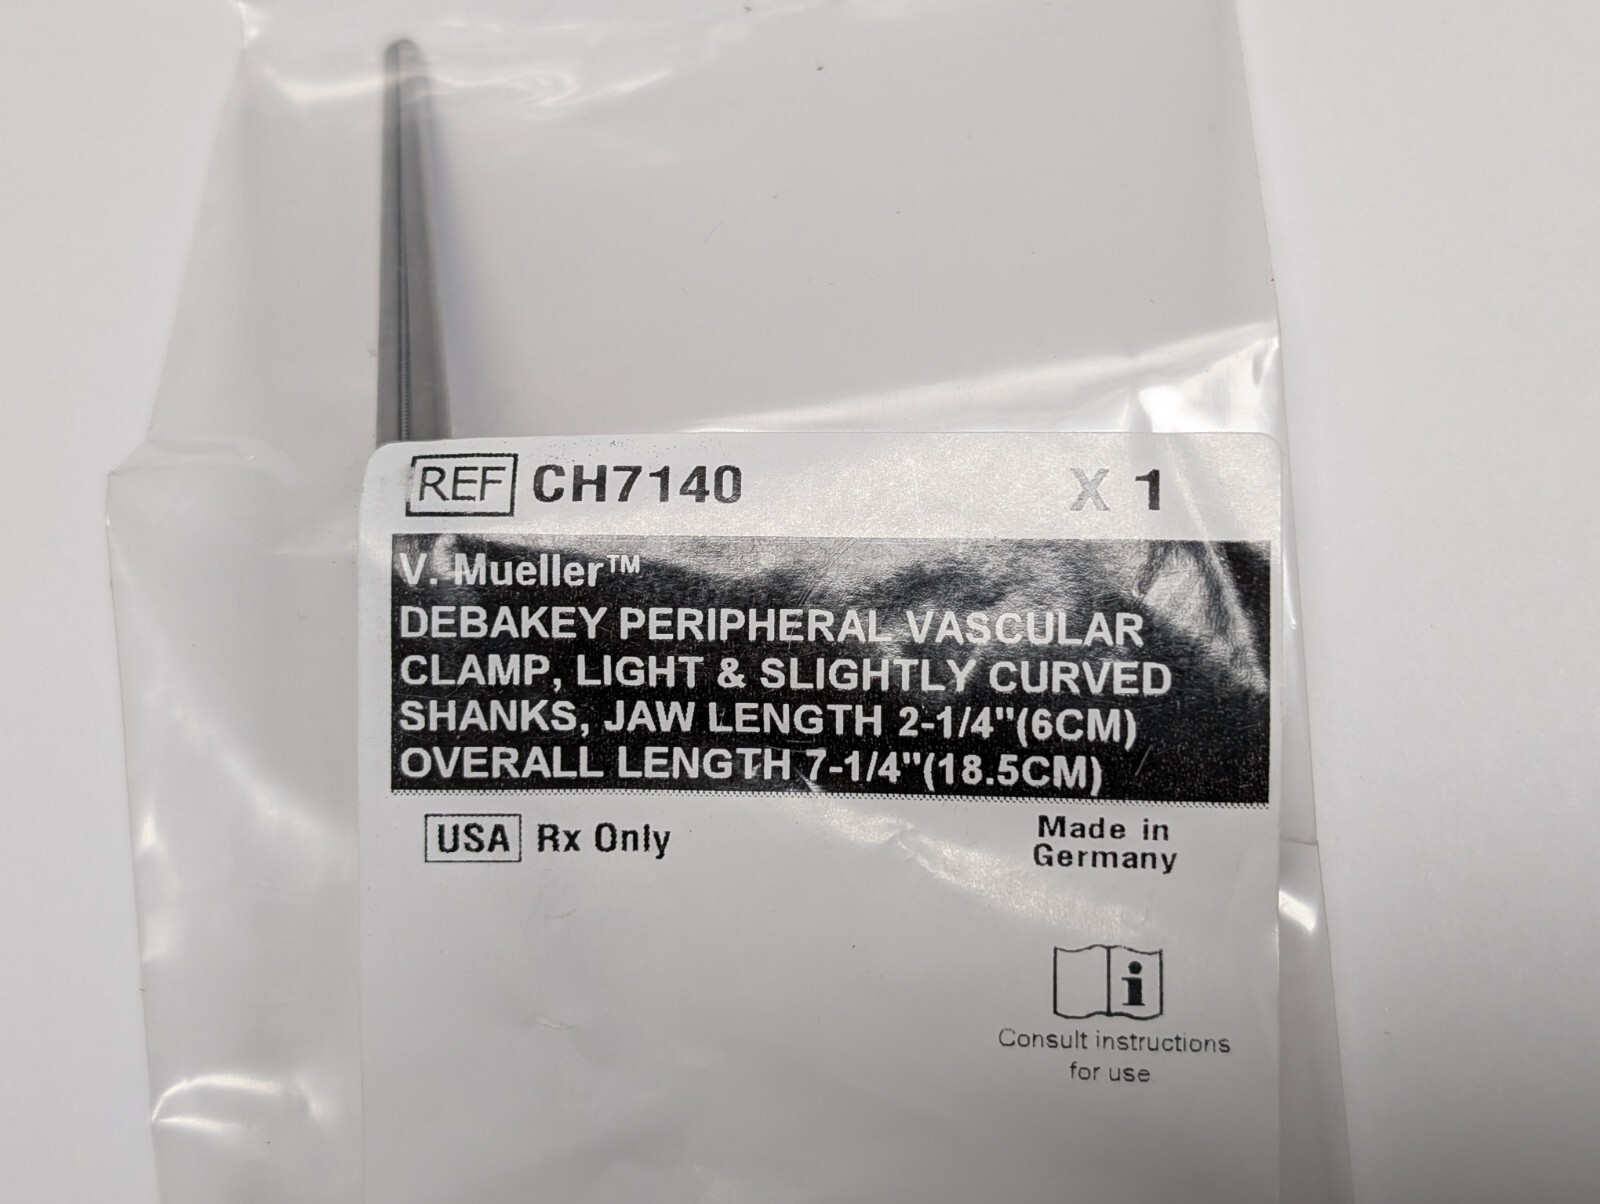 REF CH7140 X 1
V. Mueller™
DEBAKEY PERIPHERAL VASCULAR
CLAMP, LIGHT & SLIGHTLY CURVED
SHANKS, JAW LENGTH 2-1/4"(6CM)
OVERALL LENGTH 7-1/4"(18.5CM)
USA Rx Only
Made in
Germany
i
Consult instructions
for use